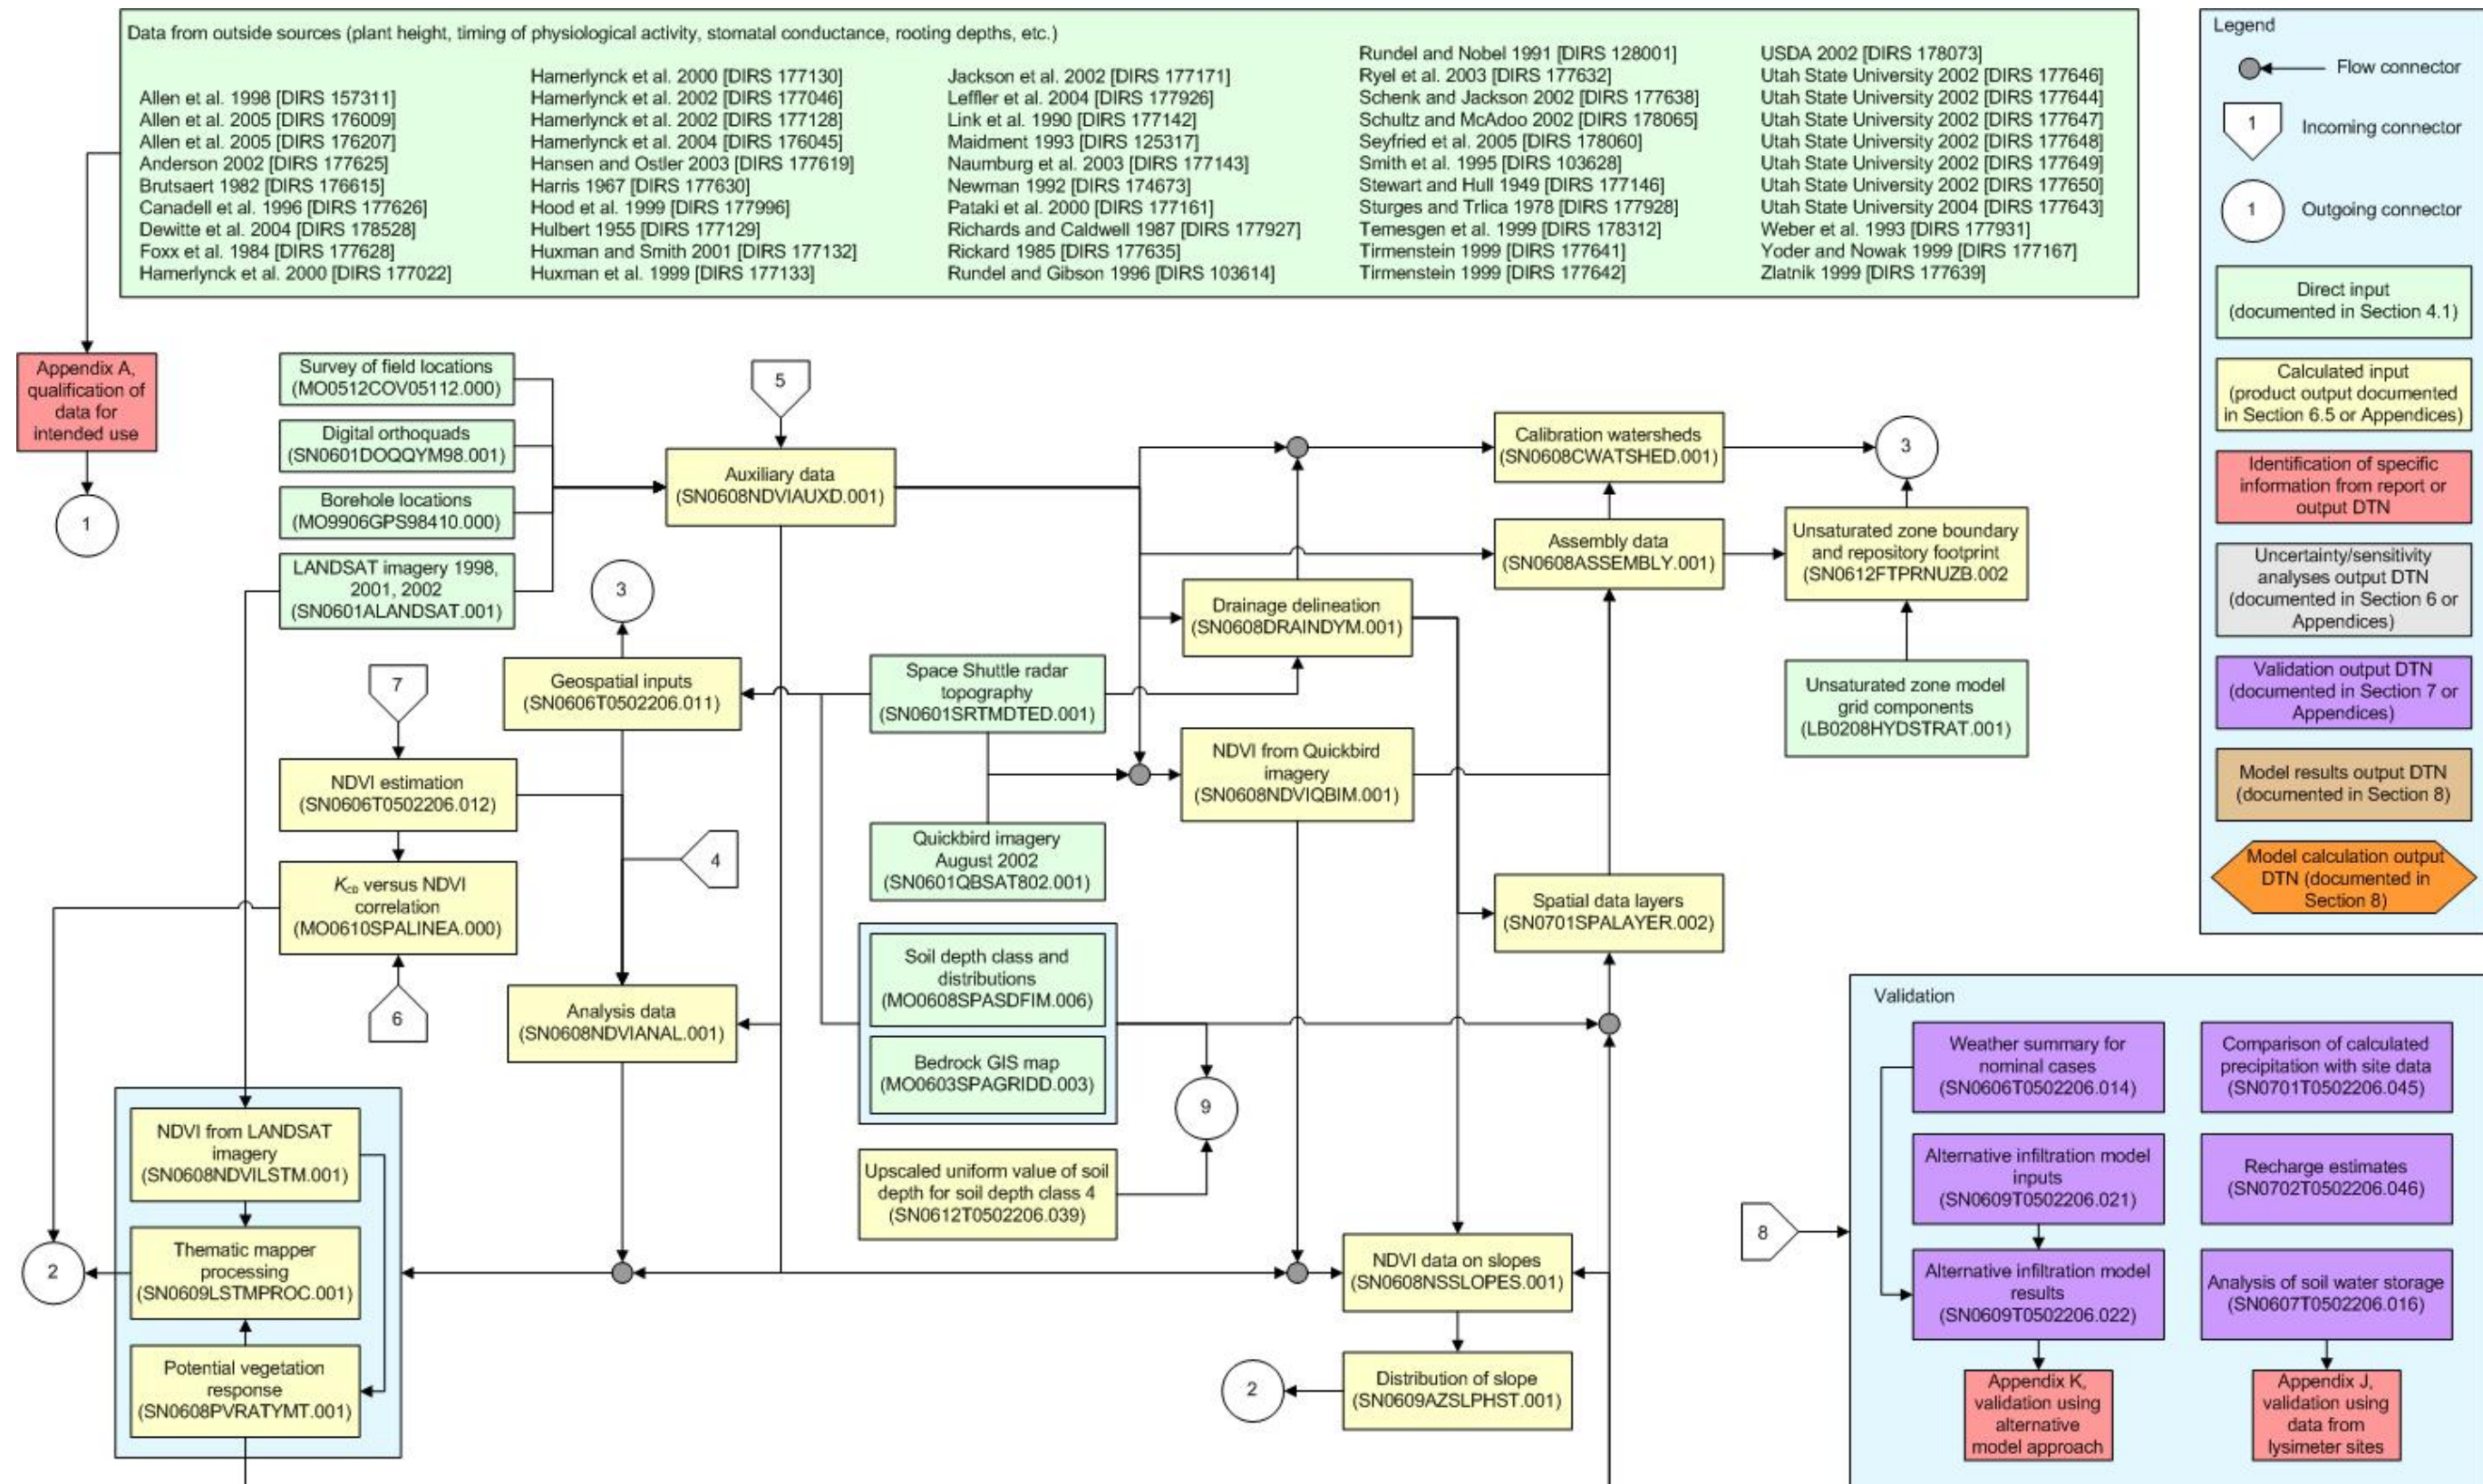 Data from outside sources (plant height, timing of physiological activity, stomatal conductance, rooting depths, etc.)
Allen et al. 1998 [DIRS 157311]
Allen et al. 2005 [DIRS 176009]
Allen et al. 2005 [DIRS 176207]
Anderson 2002 [DIRS 177625]
Brutsaert 1982 [DIRS 176615]
Canadell et al. 1996 [DIRS 177626]
Dewitte et al. 2004 [DIRS 178528]
Foxx et al. 1984 [DIRS 177628]
Hamerlynck et al. 2000 [DIRS 177022]
Hamerlynck et al. 2000 [DIRS 177130]
Hamerlynck et al. 2002 [DIRS 177046]
Hamerlynck et al. 2002 [DIRS 177128]
Hamerlynck et al. 2004 [DIRS 176045]
Hansen and Ostler 2003 [DIRS 177619]
Harris 1967 [DIRS 177630]
Hood et al. 1999 [DIRS 177996]
Hulbert 1955 [DIRS 177129]
Huxman and Smith 2001 [DIRS 177132]
Huxman et al. 1999 [DIRS 177133]
Jackson et al. 2002 [DIRS 177171]
Leffler et al. 2004 [DIRS 177926]
Link et al. 1990 [DIRS 177142]
Maidment 1993 [DIRS 125317]
Naumburg et al. 2003 [DIRS 177143]
Newman 1992 [DIRS 174673]
Pataki et al. 2000 [DIRS 177161]
Richards and Caldwell 1987 [DIRS 177927]
Rickard 1985 [DIRS 177635]
Rundel and Gibson 1996 [DIRS 103614]
Rundel and Nobel 1991 [DIRS 128001]
Ryel et al. 2003 [DIRS 177632]
Schenk and Jackson 2002 [DIRS 177638]
Schultz and McAdoo 2002 [DIRS 178065]
Seyfried et al. 2005 [DIRS 178060]
Smith et al. 1995 [DIRS 103628]
Stewart and Hull 1949 [DIRS 177146]
Sturges and Trlica 1978 [DIRS 177928]
Temesgen et al. 1999 [DIRS 178312]
Tirmenstein 1999 [DIRS 177641]
Tirmenstein 1999 [DIRS 177642]
USDA 2002 [DIRS 178073]
Utah State University 2002 [DIRS 177646]
Utah State University 2002 [DIRS 177644]
Utah State University 2002 [DIRS 177647]
Utah State University 2002 [DIRS 177648]
Utah State University 2002 [DIRS 177649]
Utah State University 2002 [DIRS 177650]
Utah State University 2004 [DIRS 177643]
Weber et al. 1993 [DIRS 177931]
Yoder and Nowak 1999 [DIRS 177167]
Zlatnik 1999 [DIRS 177639]
Legend
Flow connector
1
Incoming connector
1
Outgoing connector
Direct input
(documented in Section 4.1)
Calculated input
(product output documented
in Section 6.5 or Appendices)
Identification of specific
information from report or
output DTN
Uncertainty/sensitivity
analyses output DTN
(documented in Section 6 or
Appendices)
Validation output DTN
(documented in Section 7 or
Appendices)
Model results output DTN
(documented in Section 8)
Model calculation output
DTN (documented in
Section 8)
Appendix A,
qualification of
data for
intended use
1
Survey of field locations
(MO0512COV05112.000)
Digital orthoquads
(SN0601DOQQYM98.001)
Borehole locations
(MO9906GPS98410.000)
LANDSAT imagery 1998,
2001, 2002
(SN0601ALANDSAT.001)
5
Auxiliary data
(SN0608NDVIAUXD.001)
Calibration watersheds
(SN0608CWATSHED.001)
3
Assembly data
(SN0608ASSEMBLY.001)
Unsaturated zone boundary
and repository footprint
(SN0612FTPRNUZB.002
3
Drainage delineation
(SN0608DRAINDYM.001)
Geospatial inputs
(SN0606T0502206.011)
Space Shuttle radar
topography
(SN0601SRTMDTED.001)
Unsaturated zone model
grid components
(LB0208HYDSTRAT.001)
7
NDVI estimation
(SN0606T0502206.012)
NDVI from Quickbird
imagery
(SN0608NDVIQBIM.001)
4
Quickbird imagery
August 2002
(SN0601QBSAT802.001)
Kcb versus NDVI
correlation
(MO0610SPALINEA.000)
Spatial data layers
(SN0701SPALAYER.002)
6
Analysis data
(SN0608NDVIANAL.001)
Soil depth class and
distributions
(MO0608SPASDFIM.006)
Bedrock GIS map
(MO0603SPAGRIDD.003)
9
Upscaled uniform value of soil
depth for soil depth class 4
(SN0612T0502206.039)
NDVI from LANDSAT
imagery
(SN0608NDVILSTM.001)
2
Thematic mapper
processing
(SN0609LSTMPROC.001)
Potential vegetation
response
(SN0608PVRATYMT.001)
NDVI data on slopes
(SN0608NSSLOPES.001)
2
Distribution of slope
(SN0609AZSLPHST.001)
8
Validation
Weather summary for
nominal cases
(SN0606T0502206.014)
Comparison of calculated
precipitation with site data
(SN0701T0502206.045)
Alternative infiltration model
inputs
(SN0609T0502206.021)
Recharge estimates
(SN0702T0502206.046)
Alternative infiltration model
results
(SN0609T0502206.022)
Analysis of soil water storage
(SN0607T0502206.016)
Appendix K,
validation using
alternative
model approach
Appendix J,
validation using
data from
lysimeter sites